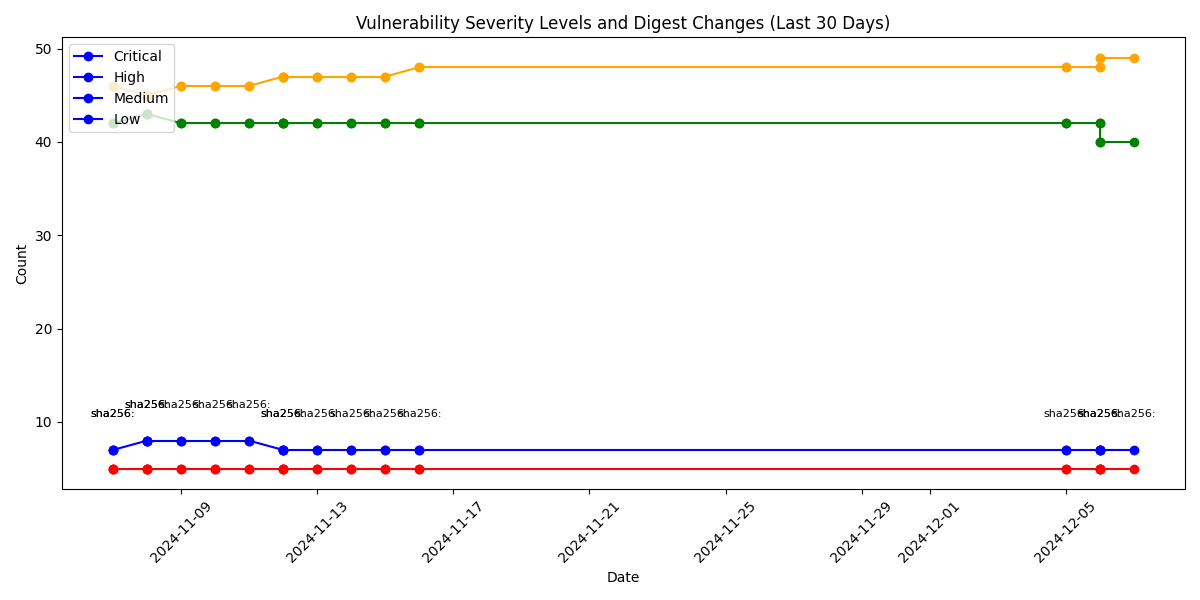 Vulnerability Severity Levels and Digest Changes (Last 30 Days)
Critical
High
Medium
Low
50
40
30
20
10
Count
sha256: sha256: sha256: sha256: sha256:
sha256: sha256: sha256: sha256: sha256: sha256: sha256: sha256: sha256:
2024-11-09 2024-11-13 2024-11-17 2024-11-21 2024-11-25 2024-11-29 2024-12-01 2024-12-05
Date